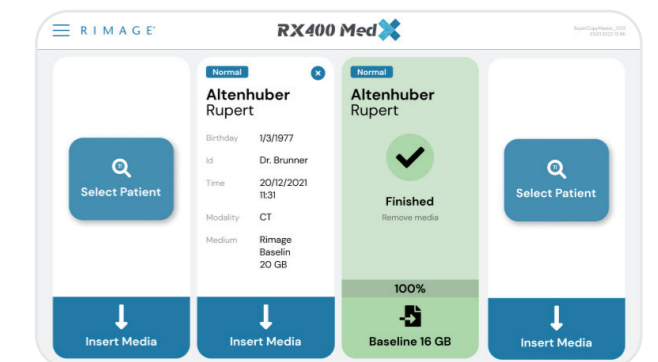 RIMAGE
RX400 MedX
Select Patient
Insert Media
Normal
Altenhuber
Rupert
Birthday 1/3/1977
Id Dr. Brunner
Time 20/12/2021
11:31
Modality CT
Medium Rimage
Baselin
20 GB
Insert Media
Normal
Altenhuber
Rupert
Finished
Remove media
100%
Baseline 16 GB
Select Patient
Insert Media